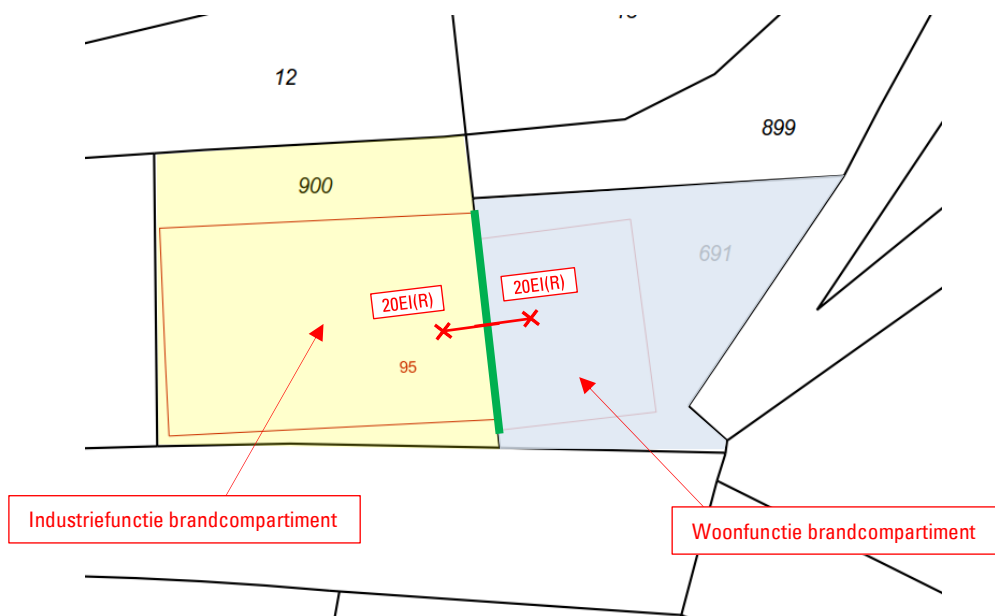 12
899
900
691
20EI(R)
20EI(R)
95
Industriefunctie brandcompartiment
Woonfunctie brandcompartiment